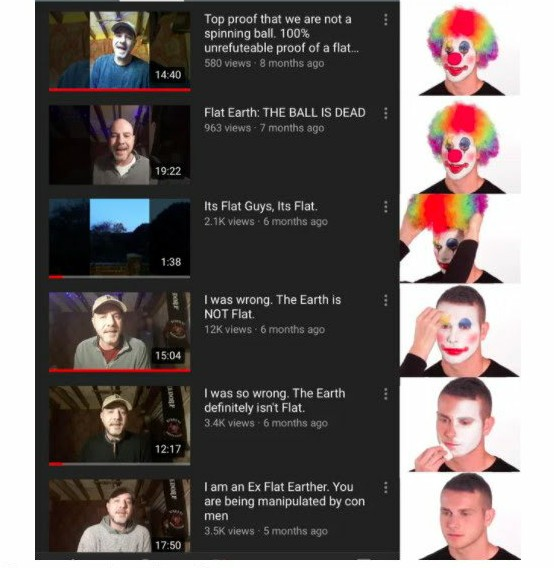 Top proof that we are not a
spinning ball. 100%
unrefuteable proof of a flat...
580 views · 8 months ago
14:40
Flat Earth: THE BALL IS DEAD
963 views · 7 months ago
19:22
Its Flat Guys, Its Flat.
2.1K views · 6 months ago
1:38
I was wrong. The Earth is
NOT Flat.
12K views · 6 months ago
15:04
I was so wrong. The Earth
definitely isn't Flat.
3.4K views · 6 months ago
12:17
I am an Ex Flat Earther. You
are being manipulated by con
men
3.5K views · 5 months ago
17:50